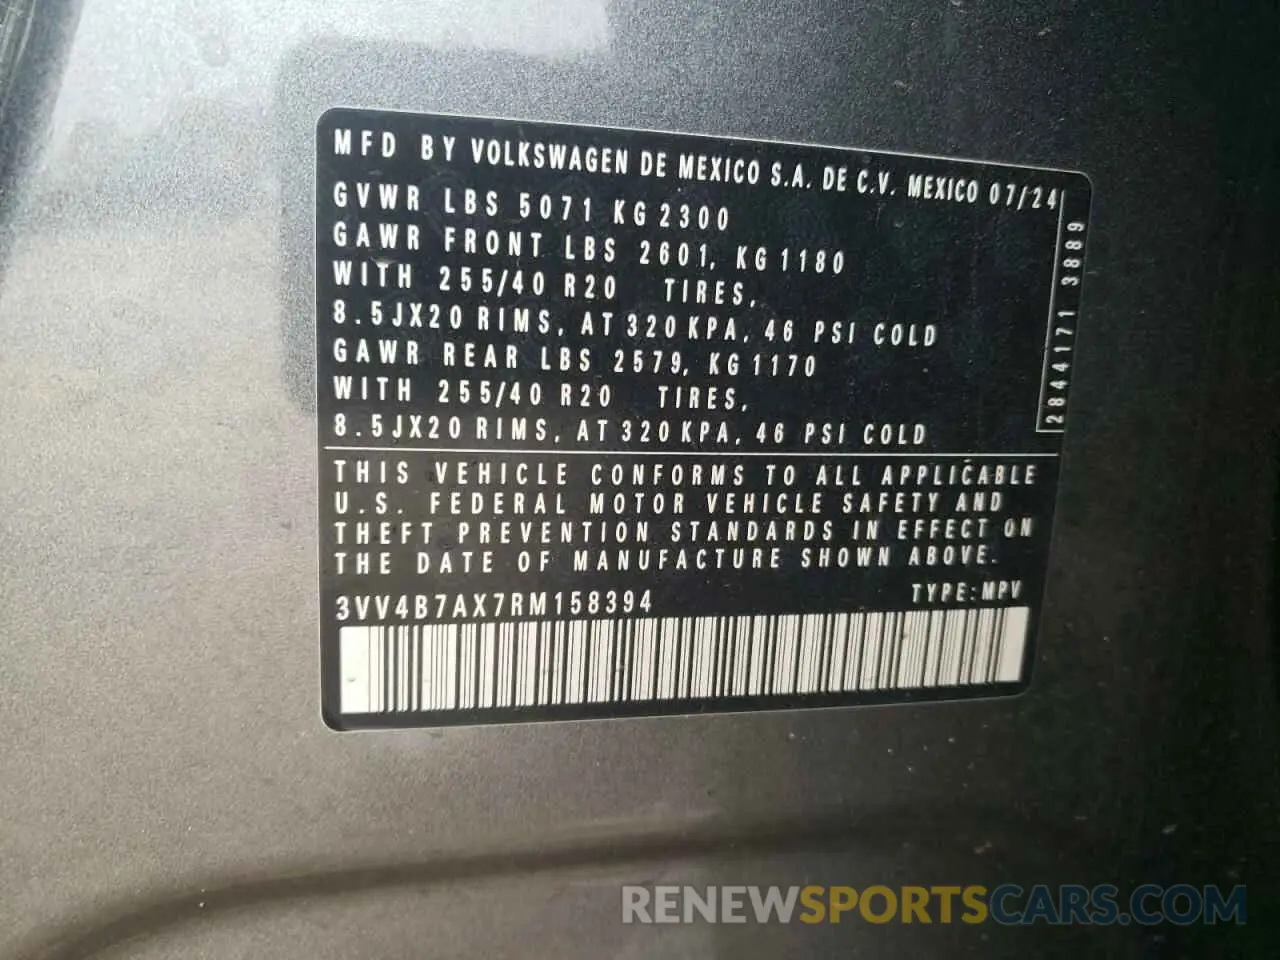 MFD BY VOLKSWAGEN DE MEXICO S.A. DE C.V. MEXICO 07/24
GVWR LBS 5071 KG 2300
GAWR FRONT LBS 2601, KG 1180
WITH 255/40 R20 TIRES,
8.5JX20 RIMS, AT 320 KPA, 46 PSI COLD
GAWR REAR LBS 2579, KG 1170
WITH 255/40 R20 TIRES,
8.5JX20 RIMS, AT 320 KPA, 46 PSI COLD
28441713889
THIS VEHICLE CONFORMS TO ALL APPLICABLE
U.S. FEDERAL MOTOR VEHICLE SAFETY AND
THEFT PREVENTION STANDARDS IN EFFECT ON
THE DATE OF MANUFACTURE SHOWN ABOVE.
3VV4B7AX7RM158394 TYPE: MPV
RENEWSPORTSCARS.COM